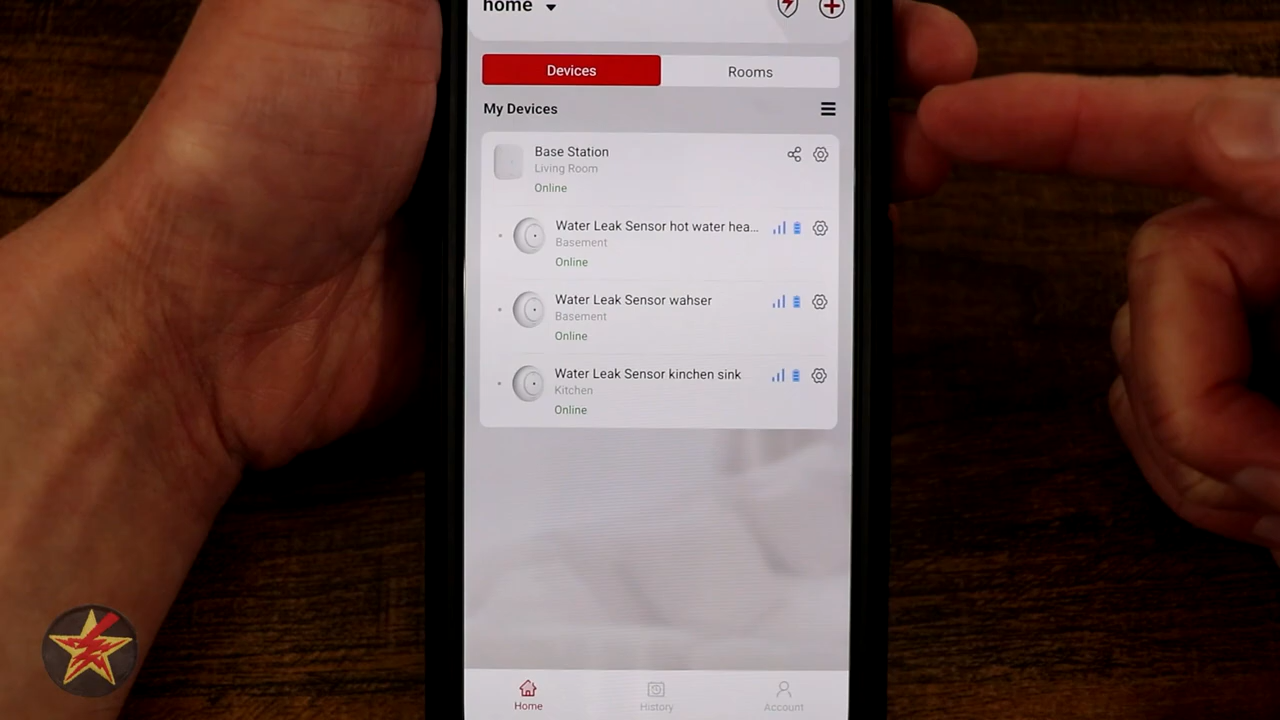 home
Devices
Rooms
My Devices
Base Station
Living Room
Online
Water Leak Sensor hot water hea...
Basement
Online
Water Leak Sensor wahser
Basement
Online
Water Leak Sensor kinchen sink
Kitchen
Online
Home
History
Account